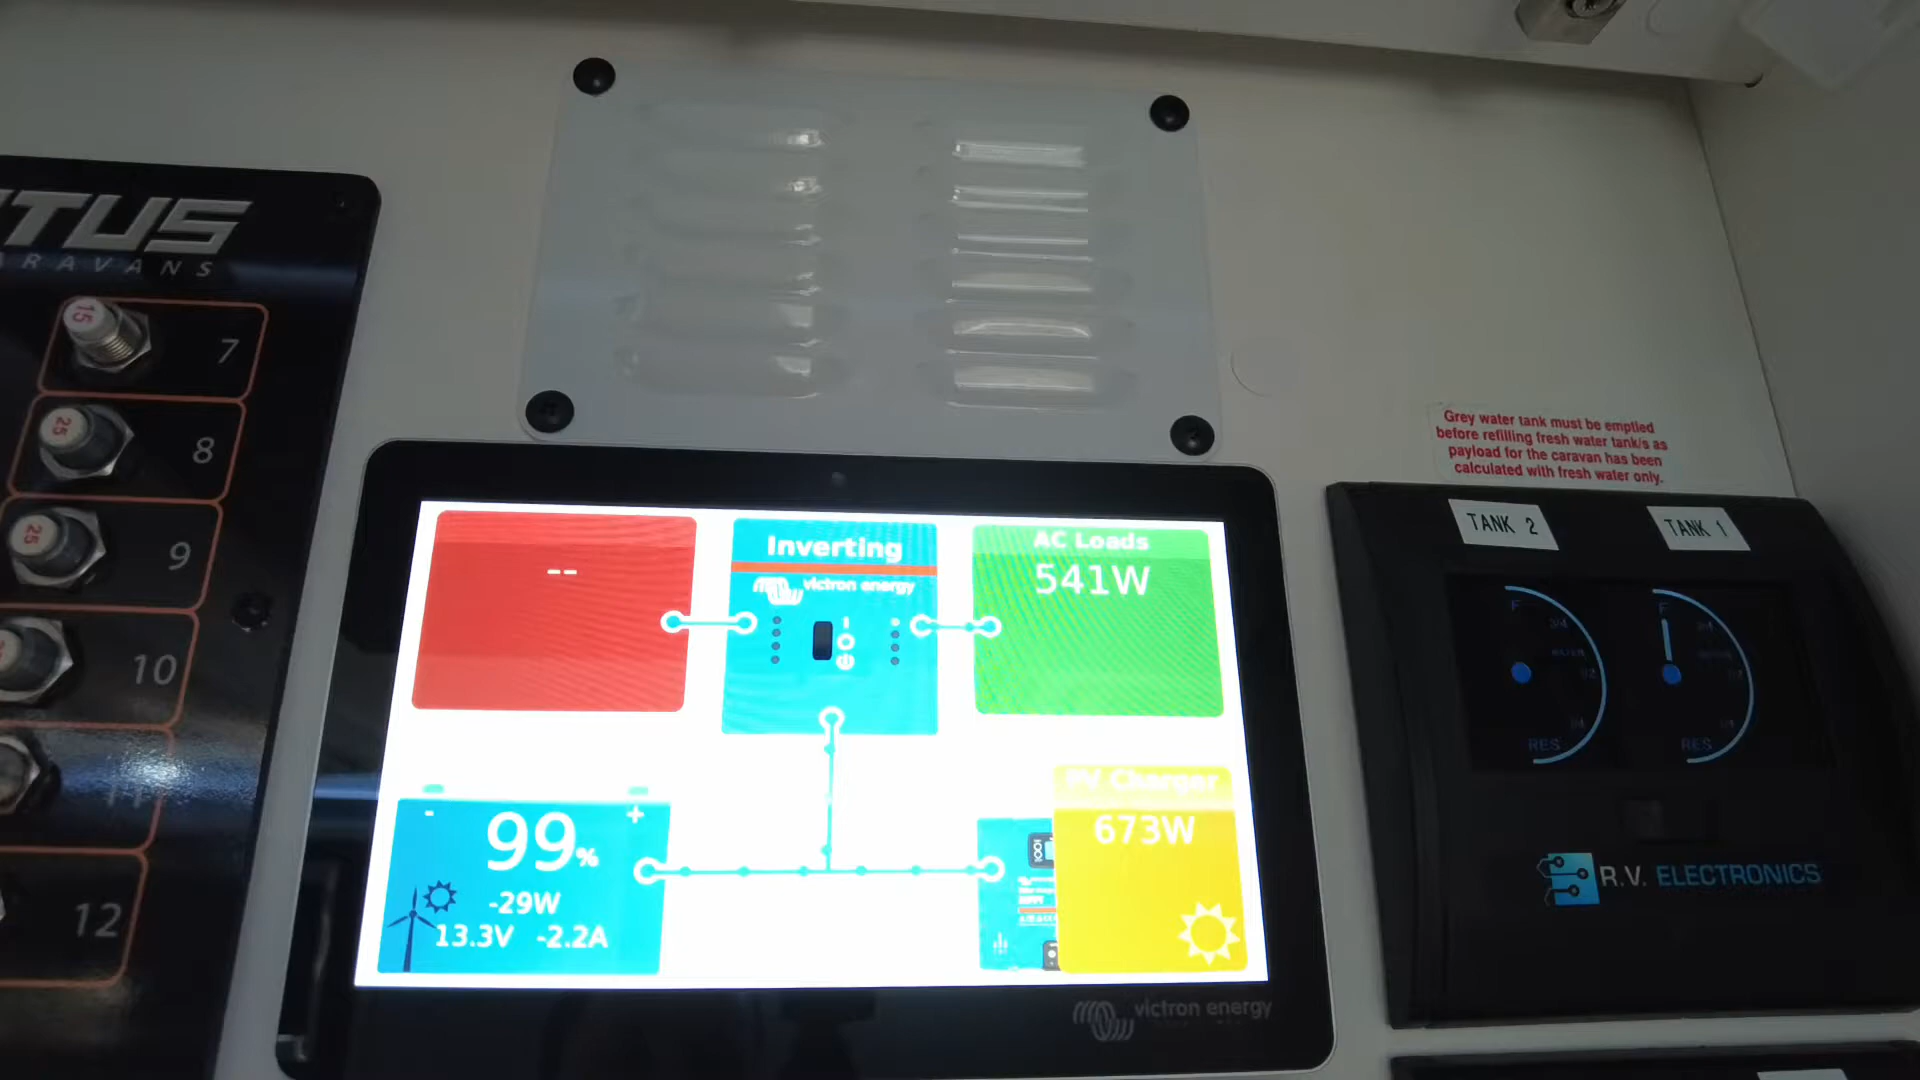 TUS
ARAVANS
15
7
25
8
25
9
10
12
Grey water tank must be emptied
before refilling fresh water tank/s as
payload for the caravan has been
calculated with fresh water only.
TANK 2
TANK 1
F
3/4
RES
F
RES
R.V. ELECTRONICS
--
Inverting
victron energy
AC Loads
541W
- +
99%
-29W
13.3V -2.2A
PV Charger
673W
victron energy